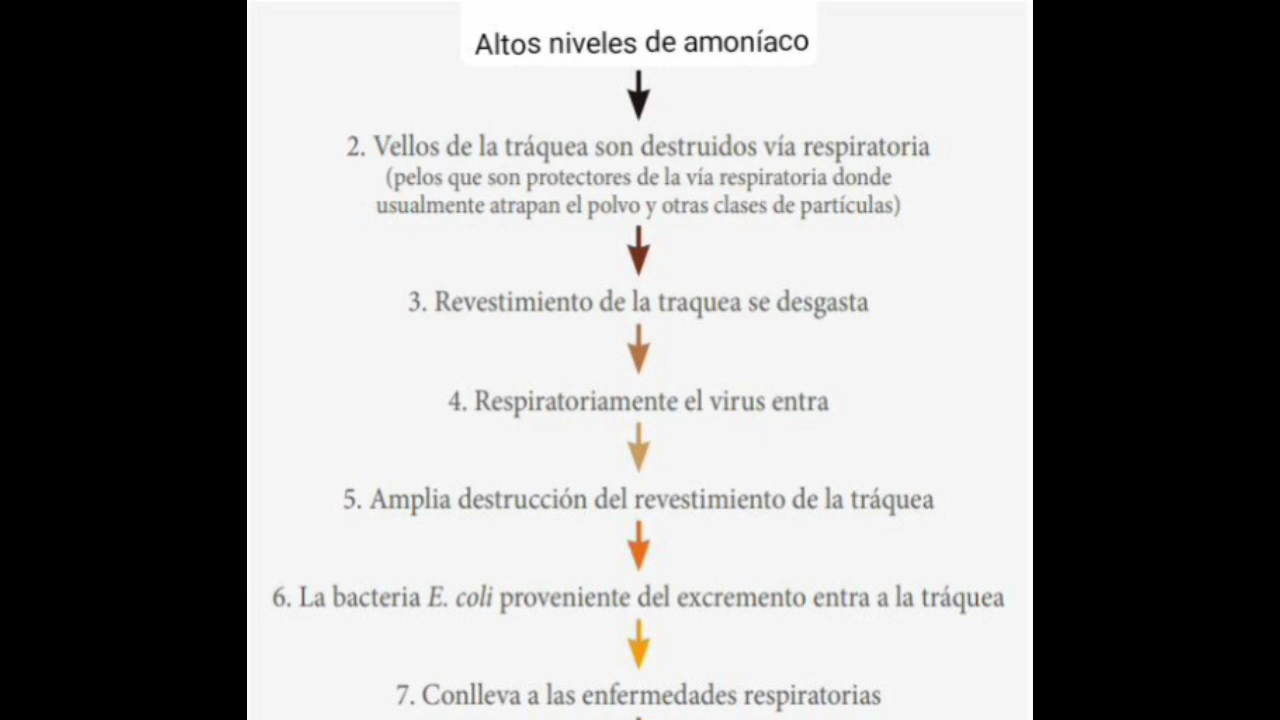 Altos niveles de amoníaco
2. Vellos de la tráquea son destruidos vía respiratoria
(pelos que son protectores de la vía respiratoria donde
usualmente atrapan el polvo y otras clases de partículas)
3. Revestimiento de la traquea se desgasta
4. Respiratoriamente el virus entra
5. Amplia destrucción del revestimiento de la tráquea
6. La bacteria E. coli proveniente del excremento entra a la tráquea
7. Conlleva a las enfermedades respiratorias